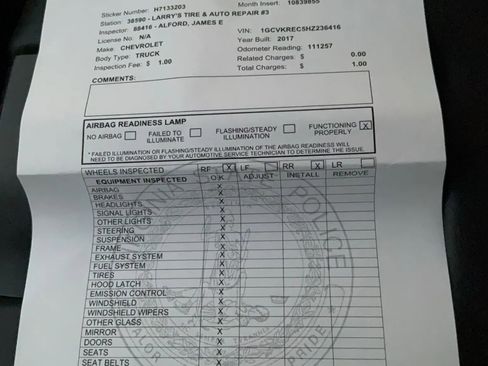 Sticker Number: H7133203 Month Insert: 10839855
Station: 38580 - LARRY'S TIRE & AUTO REPAIR #3
Inspector: 88416 - ALFORD, JAMES E
License No.: N/A VIN: 1GCVKREC5HZ236416
Make: CHEVROLET Year Built: 2017
Body Type: TRUCK Odometer Reading: 111257
Inspection Fee: $ 1.00 Related Charges: $ 0.00
Total Charges: $ 1.00
COMMENTS:
AIRBAG READINESS LAMP
NO AIRBAG FAILED TO ILLUMINATE FLASHING/STEADY ILLUMINATION FUNCTIONING PROPERLY X
* FAILED ILLUMINATION OR FLASHING/STEADY ILLUMINATION OF THE AIRBAG READINESS WILL
NEED TO BE DIAGNOSED BY YOUR AUTOMOTIVE SERVICE TECHNICIAN TO DETERMINE THE ISSUE.
WHEELS INSPECTED RF X LF RR X LR
EQUIPMENT INSPECTED O K ADJUST INSTALL REMOVE
AIRBAG X
BRAKES X
HEADLIGHTS X
SIGNAL LIGHTS X
OTHER LIGHTS X
STEERING X
SUSPENSION X
FRAME X
EXHAUST SYSTEM X
FUEL SYSTEM X
TIRES X
HOOD LATCH X
EMISSION CONTROL X
WINDSHIELD X
WINDSHIELD WIPERS X
OTHER GLASS X
MIRROR X
DOORS X
SEATS X
SEAT BELTS X
POLICE
PRIDE